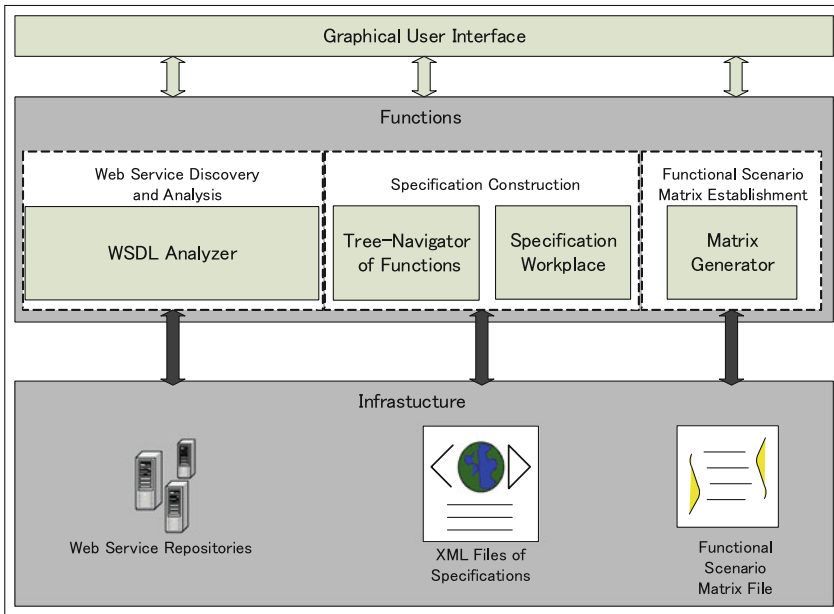 Graphical User Interface
Functions
Web Service Discovery
and Analysis
WSDL Analyzer
Specification Construction
Tree-Navigator
of Functions
Specification
Workplace
Functional Scenario
Matrix Establishment
Matrix
Generator
Infrastucture
Web Service Repositories
XML Files of
Specifications
Functional
Scenario
Matrix File